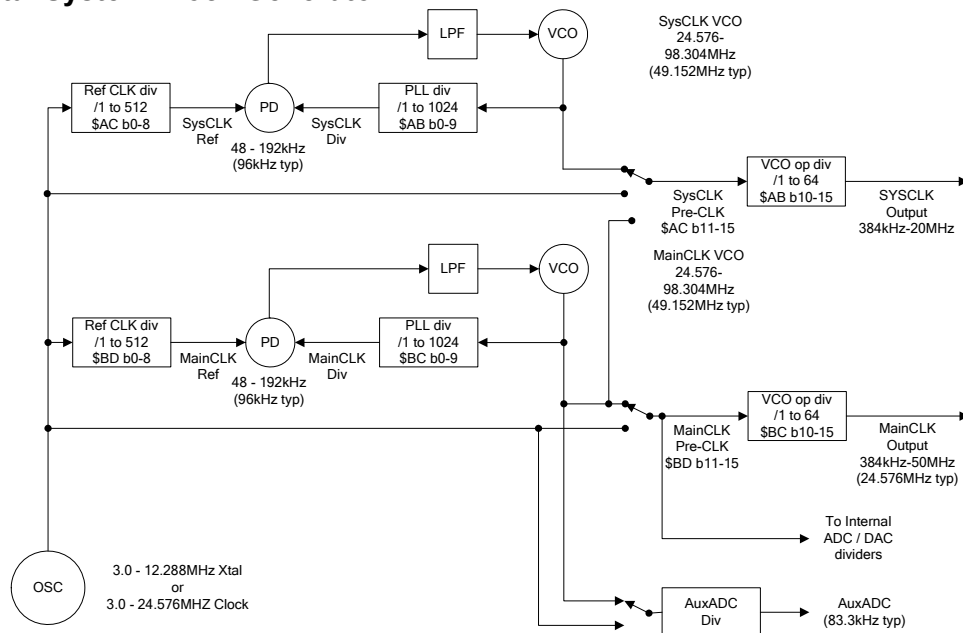 LPF
VCO
SysCLK VCO
24.576-
98.304MHz
(49.152MHz typ)
Ref CLK div
/1 to 512
$AC b0-8
SysCLK
Ref
PD
48 - 192kHz
(96kHz typ)
SysCLK
Div
PLL div
/1 to 1024
$AB b0-9
SysCLK
Pre-CLK
$AC b11-15
VCO op div
/1 to 64
$AB b10-15
SYSCLK
Output
384kHz-20MHz
LPF
VCO
MainCLK VCO
24.576-
98.304MHz
(49.152MHz typ)
Ref CLK div
/1 to 512
$BD b0-8
MainCLK
Ref
PD
48 - 192kHz
(96kHz typ)
MainCLK
Div
PLL div
/1 to 1024
$BC b0-9
MainCLK
Pre-CLK
$BD b11-15
VCO op div
/1 to 64
$BC b10-15
MainCLK
Output
384kHz-50MHz
(24.576MHz typ)
To Internal
ADC / DAC
dividers
OSC
3.0 - 12.288MHz Xtal
or
3.0 - 24.576MHZ Clock
AuxADC
Div
AuxADC
(83.3kHz typ)